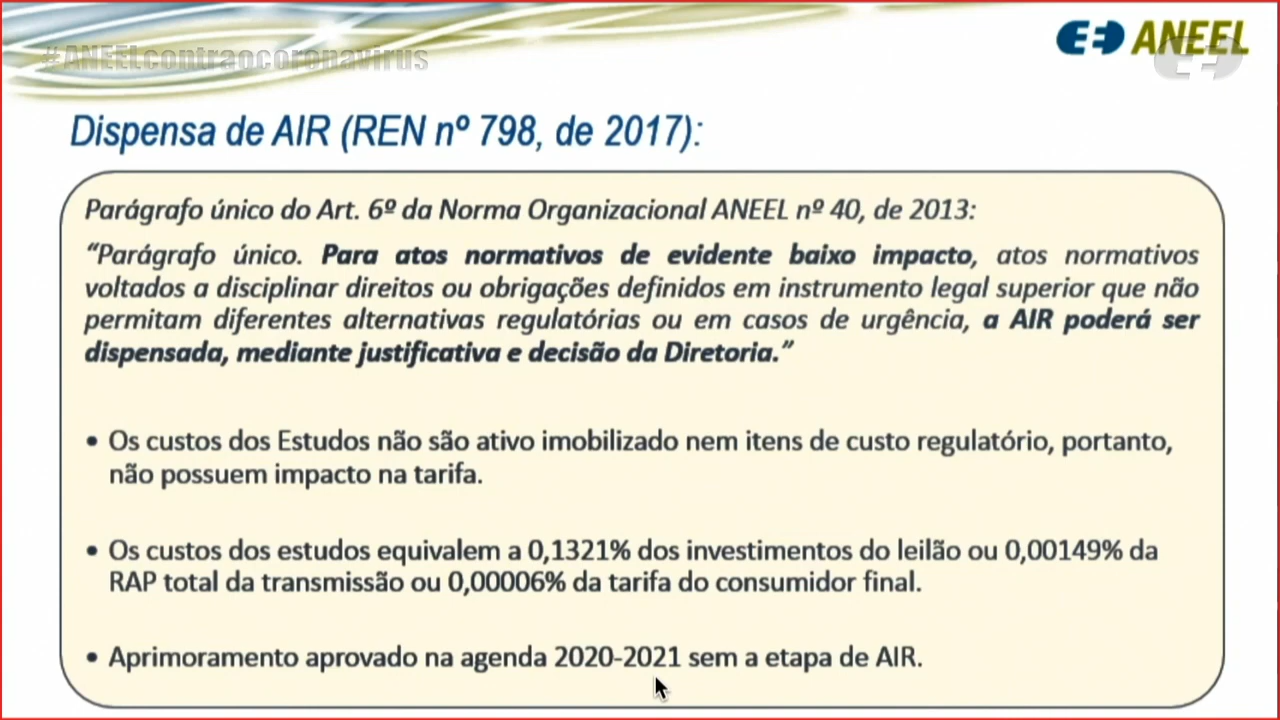 #ANEELcontraocoronavirus
ANEEL
Dispensa de AIR (REN nº 798, de 2017):
Parágrafo único do Art. 6º da Norma Organizacional ANEEL nº 40, de 2013:
“Parágrafo único. Para atos normativos de evidente baixo impacto, atos normativos
voltados a disciplinar direitos ou obrigações definidos em instrumento legal superior que não
permitam diferentes alternativas regulatórias ou em casos de urgência, a AIR poderá ser
dispensada, mediante justificativa e decisão da Diretoria.”
• Os custos dos Estudos não são ativo imobilizado nem itens de custo regulatório, portanto,
não possuem impacto na tarifa.
• Os custos dos estudos equivalem a 0,1321% dos investimentos do leilão ou 0,00149% da
RAP total da transmissão ou 0,00006% da tarifa do consumidor final.
• Aprimoramento aprovado na agenda 2020-2021 sem a etapa de AIR.